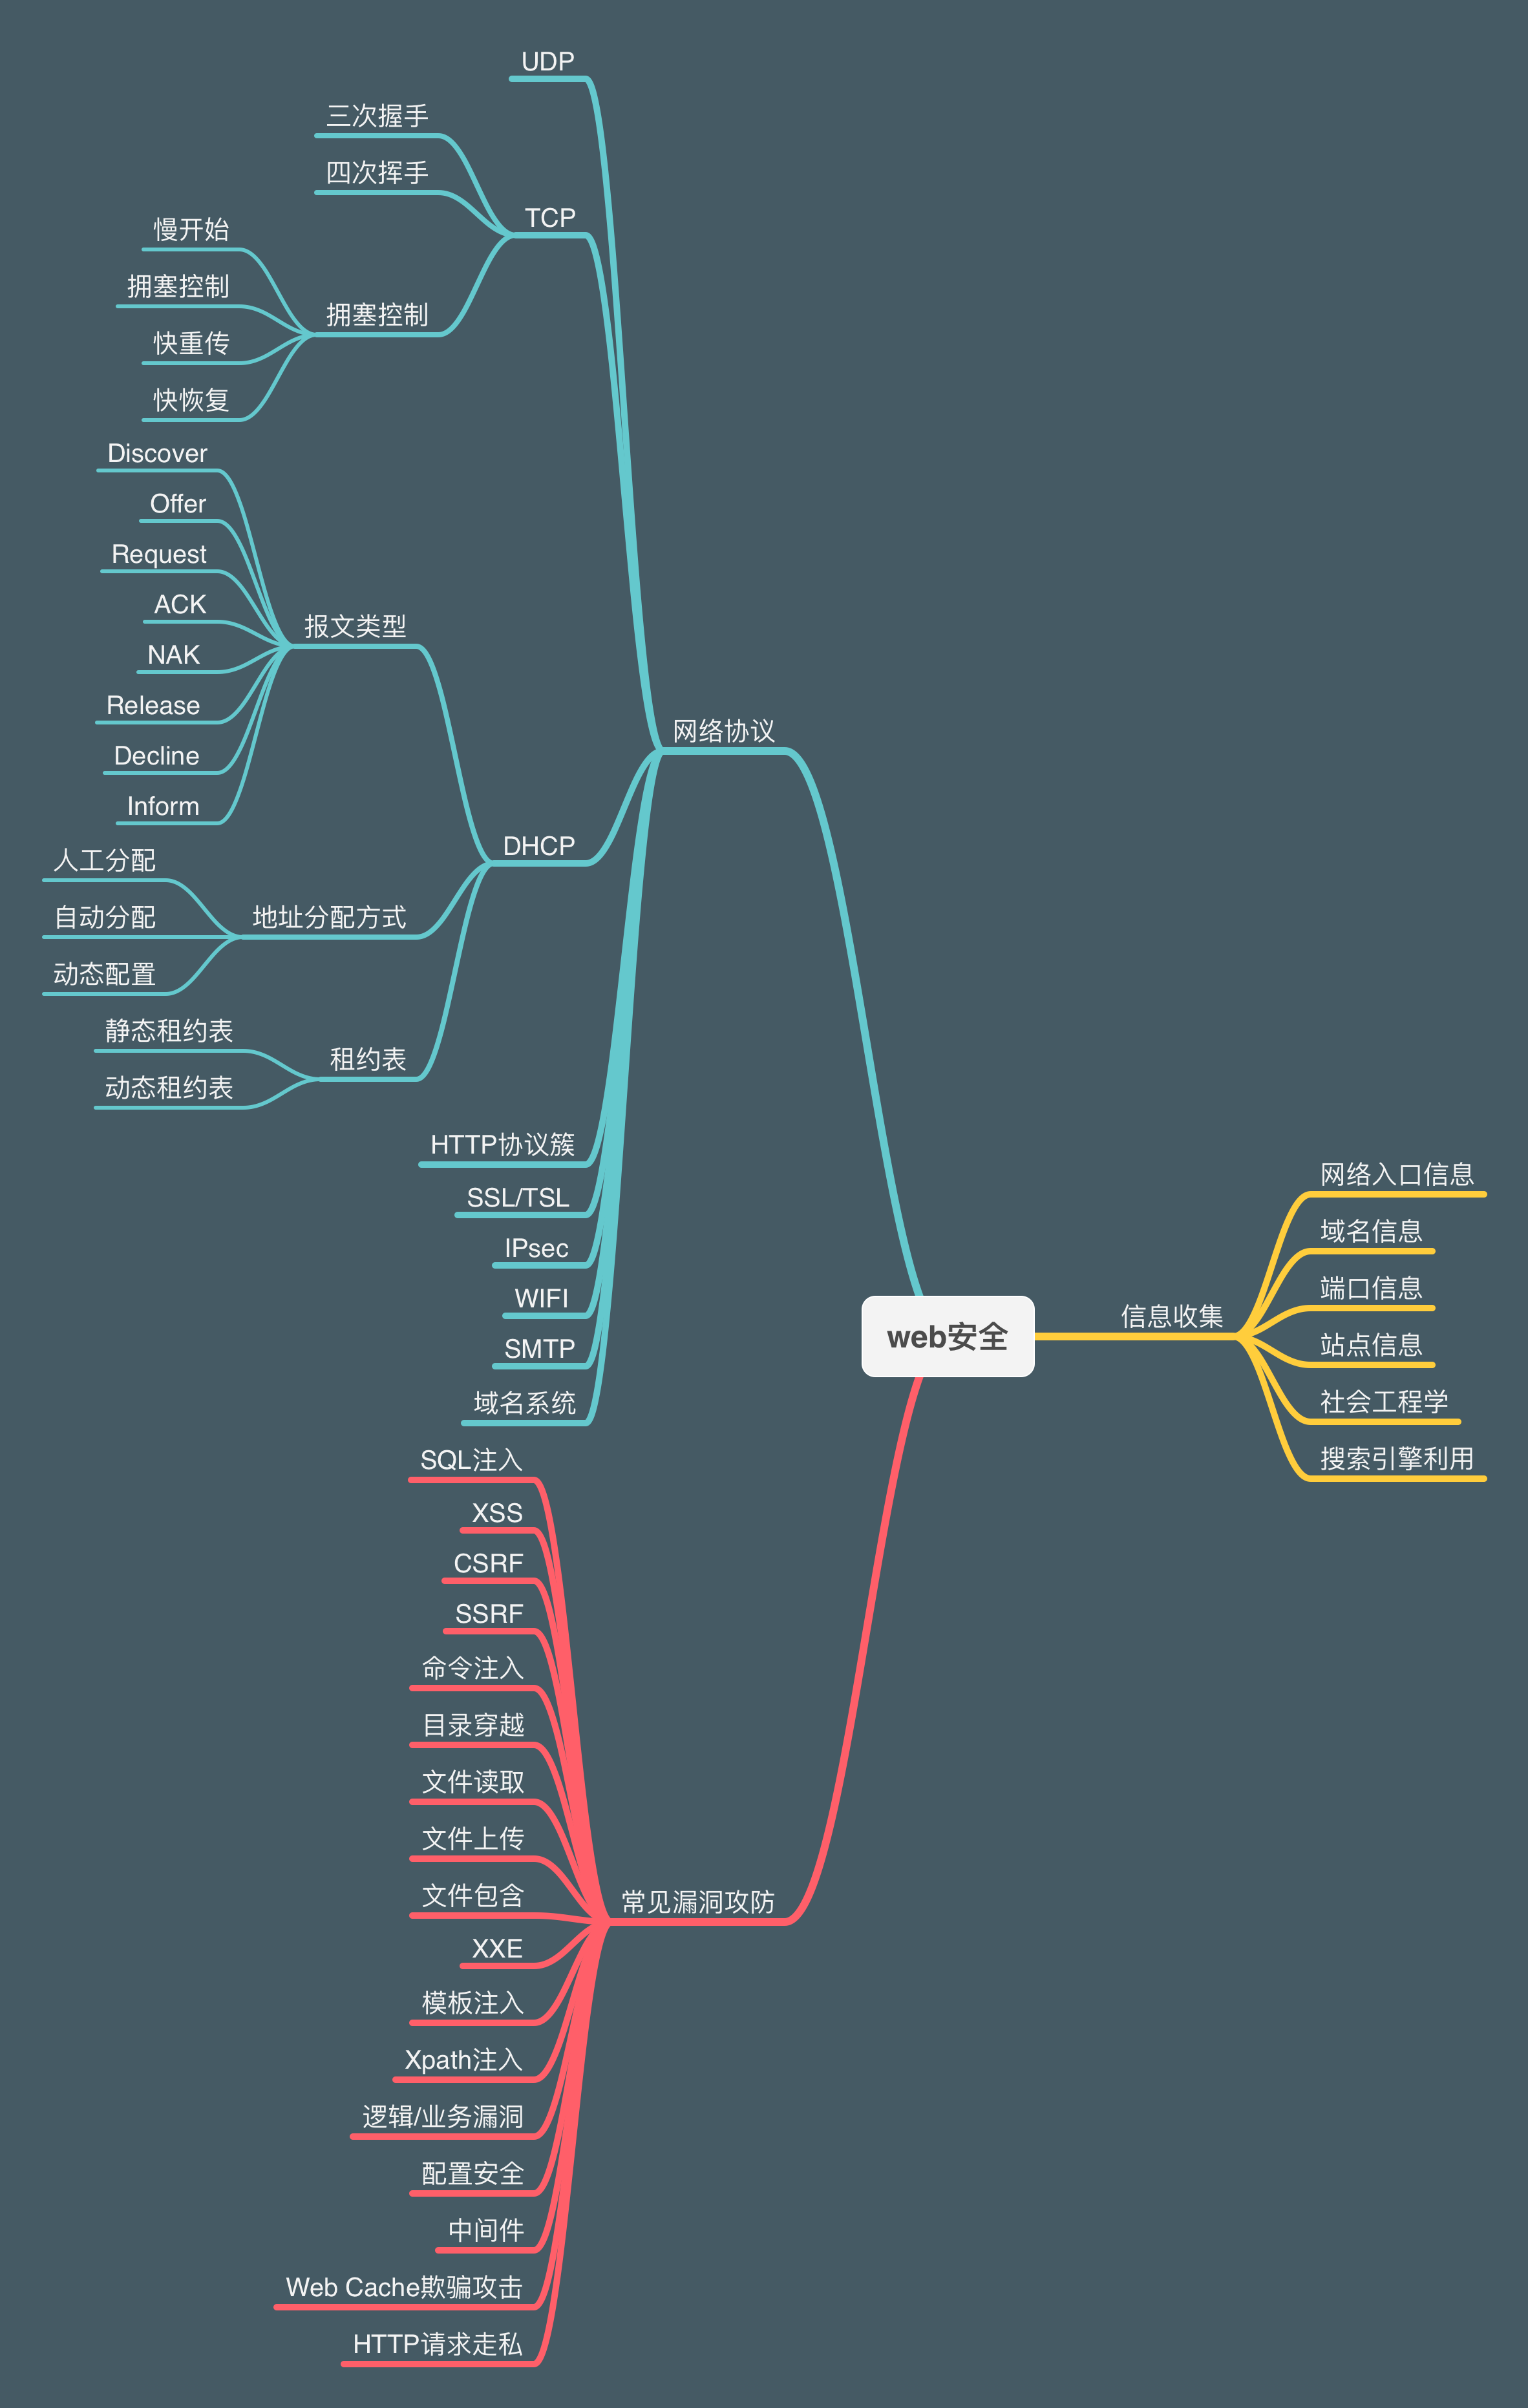 UDP
三次握手
四次挥手
TCP
慢开始
拥塞控制
拥塞控制
快重传
快恢复
Discover
Offer
Request
ACK
报文类型
NAK
Release
网络协议
Decline
Inform
DHCP
人工分配
自动分配
地址分配方式
动态配置
静态租约表
租约表
动态租约表
HTTP协议簇
网络入口信息
SSL/TSL
域名信息
IPsec
端口信息
WIFI
信息收集
web安全
SMTP
站点信息
域名系统
社会工程学
SQL注入
搜索引擎利用
XSS
CSRF
SSRF
命令注入
目录穿越
文件读取
文件上传
文件包含
常见漏洞攻防
XXE
模板注入
Xpath注入
逻辑/业务漏洞
配置安全
中间件
Web Cache欺骗攻击
HTTP请求走私